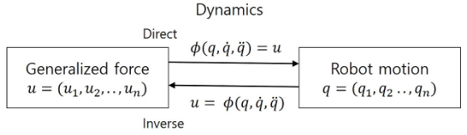 Dynamics
Direct
ϕ(q, q̇, q̈) = u
Generalized force
u = (u₁, u₂, . ., uₙ)
Robot motion
q = (q₁, q₂ . ., qₙ)
u = ϕ(q, q̇, q̈)
Inverse